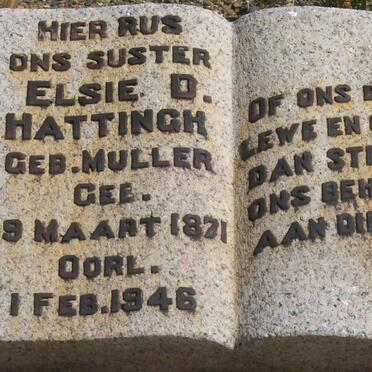 HIER RUS
ONS SUSTER
ELSIE. D.
HATTINGH
GEB. MULLER
GEB.
9 MAART 1871
OORL.
1 FEB. 1946
OF ONS
LEWE EN
DAN
ONS
AAN